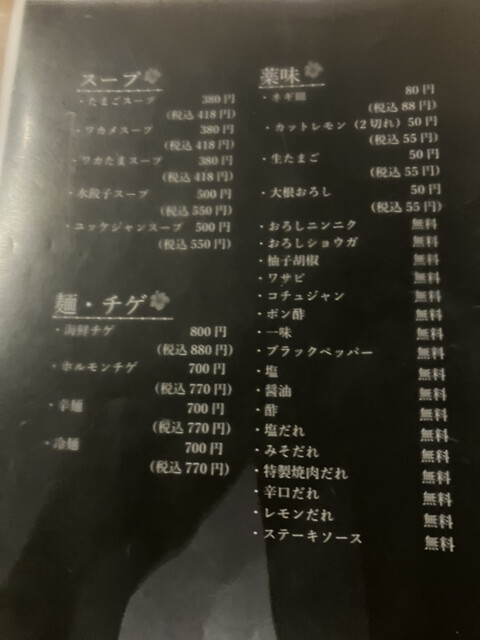 スープ
・たまごスープ 380円
(税込418円)
・ワカメスープ 380円
(税込418円)
・ワカたまスープ 380円
(税込418円)
・水餃子スープ 500円
(税込550円)
・ユッケジャンスープ 500円
(税込550円)
麺・チゲ
・海鮮チゲ 800円
(税込880円)
・ホルモンチゲ 700円
(税込770円)
・辛麺 700円
(税込770円)
・冷麺 700円
(税込770円)
薬味
・ネギ皿 80円
(税込88円)
・カットレモン(2切れ) 50円
(税込55円)
・生たまご 50円
(税込55円)
・大根おろし 50円
(税込55円)
・おろしニンニク 無料
・おろしショウガ 無料
・柚子胡椒 無料
・ワサビ 無料
・コチュジャン 無料
・ポン酢 無料
・一味 無料
・ブラックペッパー 無料
・塩 無料
・醤油 無料
・酢 無料
・塩だれ 無料
・みそだれ 無料
・特製焼肉だれ 無料
・辛口だれ 無料
・レモンだれ 無料
・ステーキソース 無料